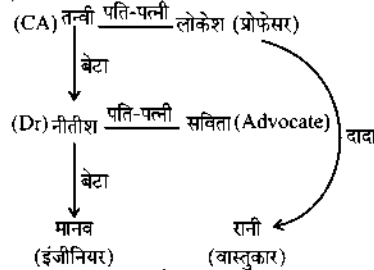 (CA) तन्वी पति-पत्नी लोकेश (प्रोफेसर)
बेटा
(Dr) नीतीश पति-पत्नी सविता (Advocate)
दादा
बेटा
मानव रानी
(इंजीनियर) (वास्तुकार)